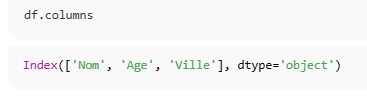 df.columns
Index(['Nom', 'Age', 'Ville'], dtype='object')